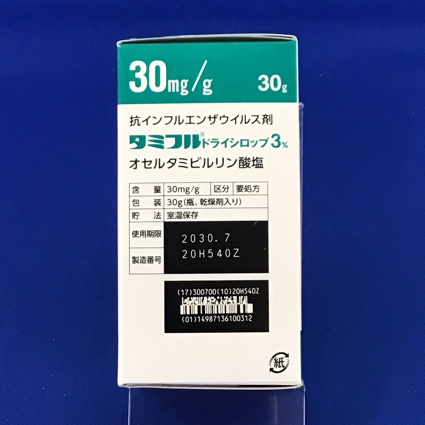 30mg/g 30g
抗インフルエンザウイルス剤
タミフル®ドライシロップ3%
オセルタミビルリン酸塩
含 量 30mg/g 区分 要処方
包 装 30g(瓶、乾燥剤入り)
貯 法 室温保存
使用期限 2030.7
製造番号 20H540Z
(17)300700(10)20H540Z
(01)14987136100312
紙